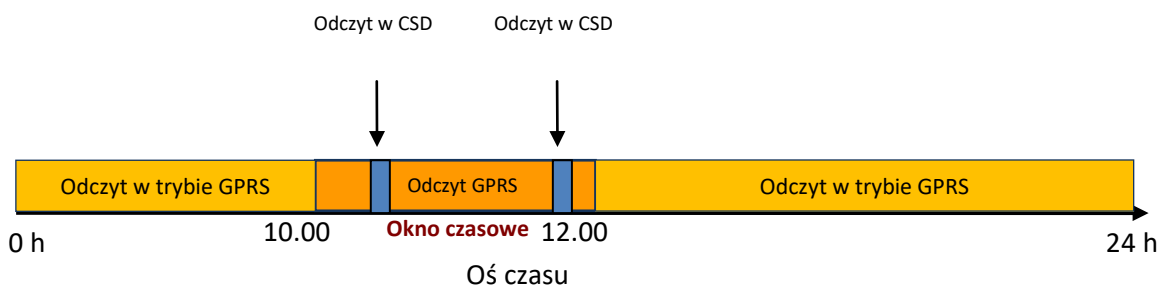 Odczyt w CSD
Odczyt w CSD
Odczyt w trybie GPRS
Odczyt GPRS
Odczyt w trybie GPRS
0 h
10.00
Okno czasowe
12.00
24 h
Oś czasu